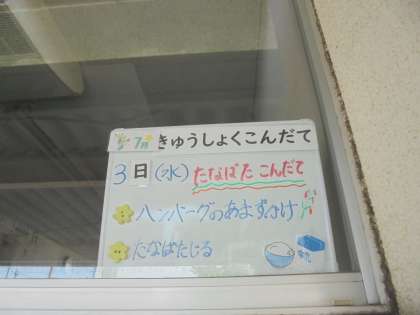 7月 きゅうしょくこんだて
3日(水) たなばたこんだて
ハンバーグのあまずがけ
たなばたじる